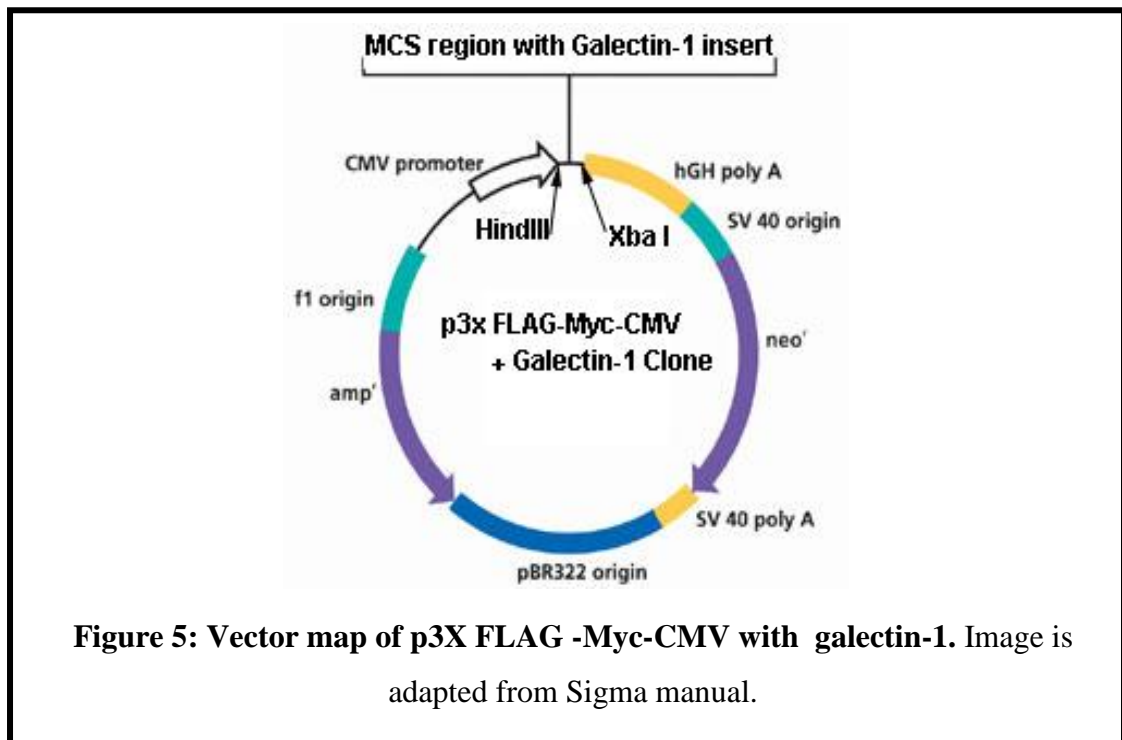 MCS region with Galectin-1 insert
CMV promoter
hGH poly A
SV 40 origin
HindIII
Xba I
f1 origin
p3x FLAG-Myc-CMV
+ Galectin-1 Clone
neo^r
amp^r
SV 40 poly A
pBR322 origin
Figure 5: Vector map of p3X FLAG -Myc-CMV with galectin-1. Image is
adapted from Sigma manual.